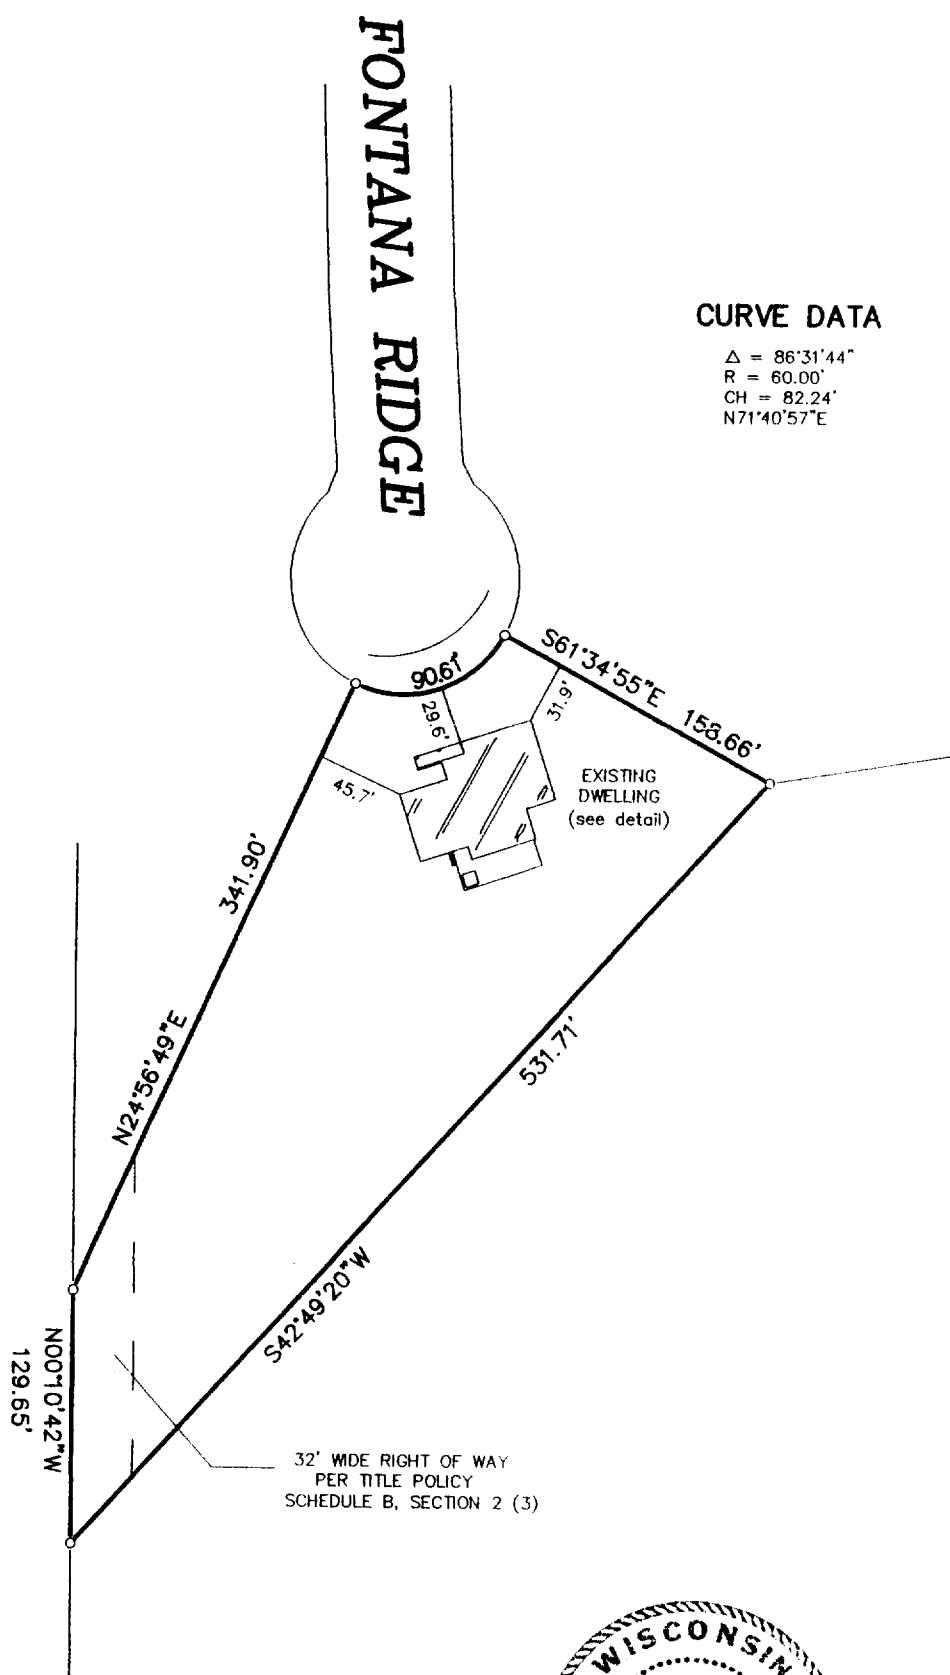 FONTANA RIDGE
CURVE DATA
Δ = 86°31'44"
R = 60.00'
CH = 82.24'
N71°40'57"E
90.61'
S61°34'55"E 158.66'
29.6'
31.9'
45.7'
EXISTING
DWELLING
(see detail)
341.90'
N24°56'49"E
531.71'
S42°49'20"W
N00°10'42"W
129.65'
32' WIDE RIGHT OF WAY
PER TITLE POLICY
SCHEDULE B, SECTION 2 (3)
WISCONSIN